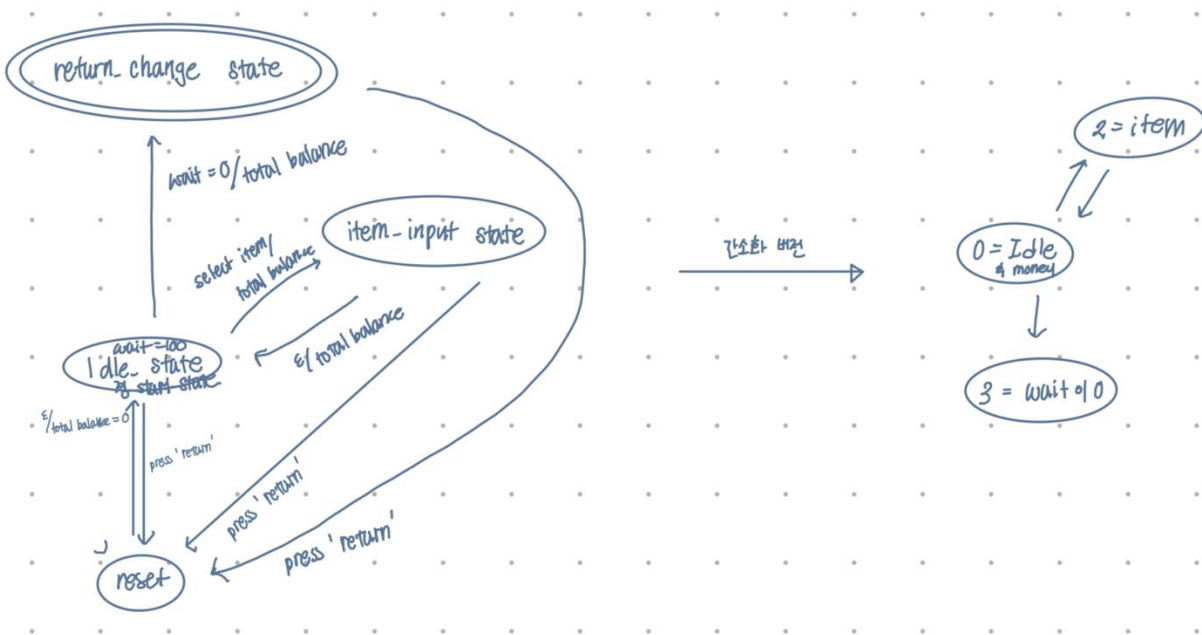 return_change state
wait = 0/total balance
item_input state
select item/
total balance
ε/total balance
wait=100
Idle_state
및 start state
ε/total balance = 0
press 'return'
press 'return'
press 'return'
reset
간소화 버전
2 = item
0 = Idle
& money
3 = wait이 0